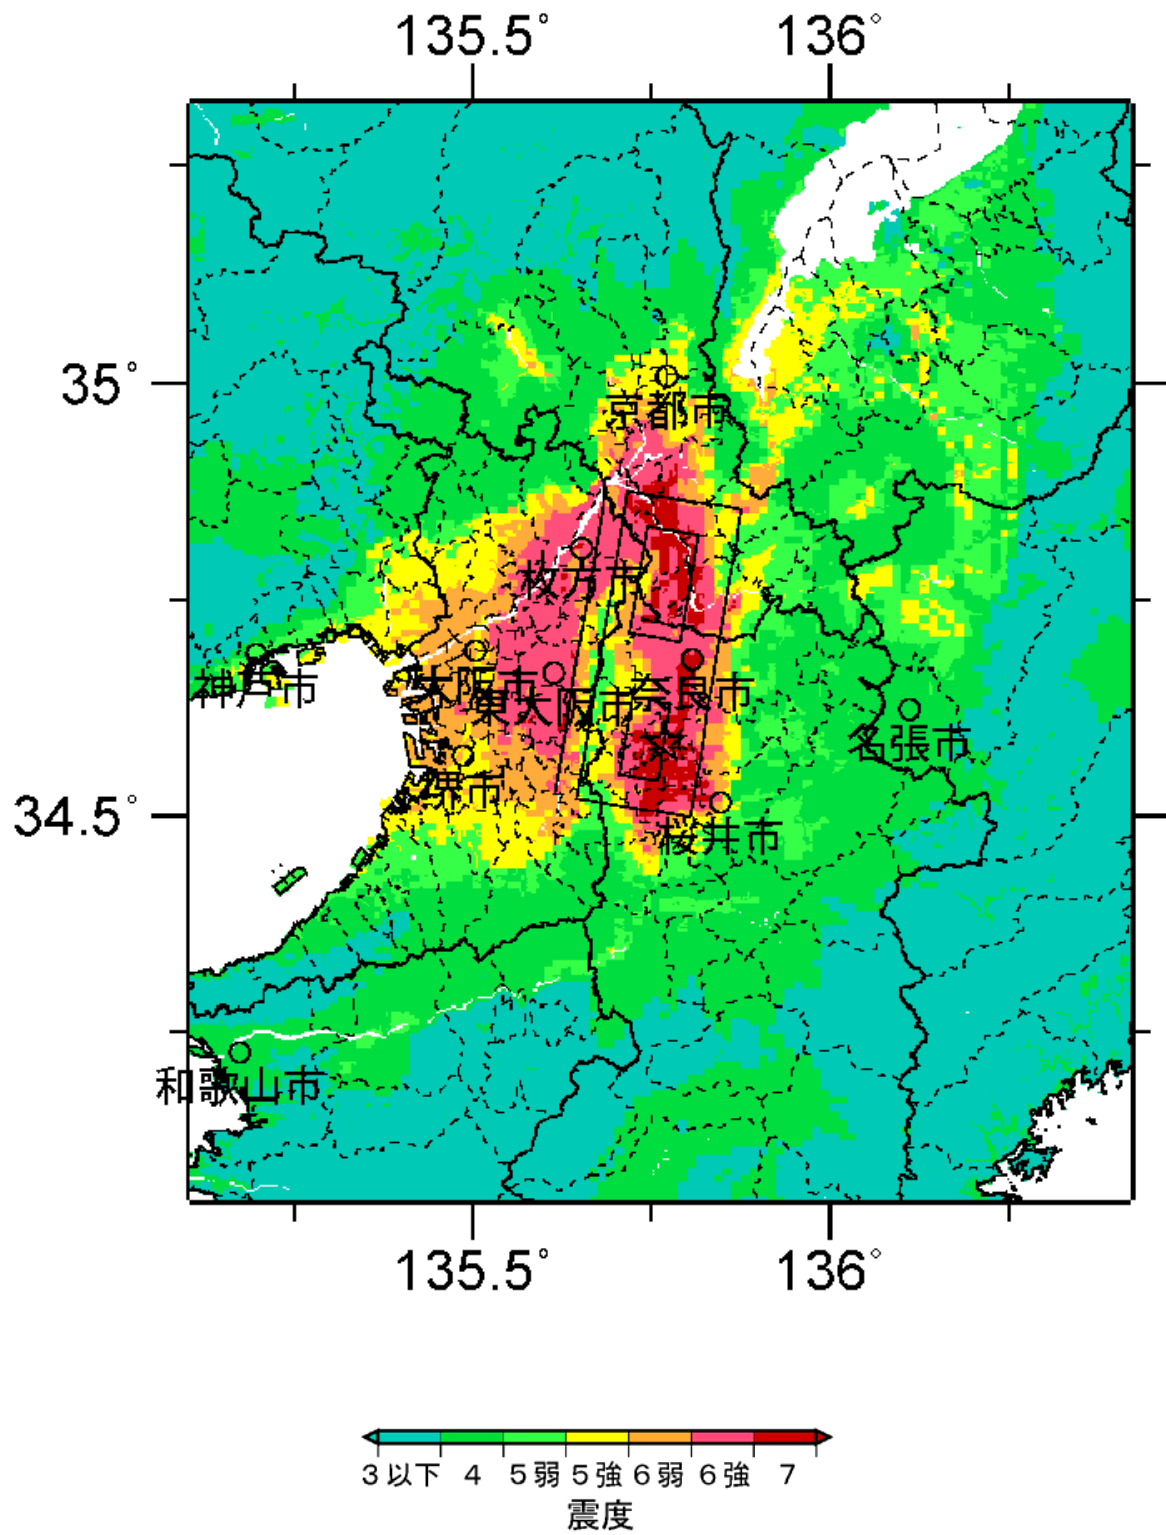 135.5° 136°
35°
京都市
枚方市
神戸市
大阪市
東大阪市
奈良市
名張市
堺市
34.5°
桜井市
和歌山市
135.5° 136°
3以下 4 5弱 5強 6弱 6強 7
震度